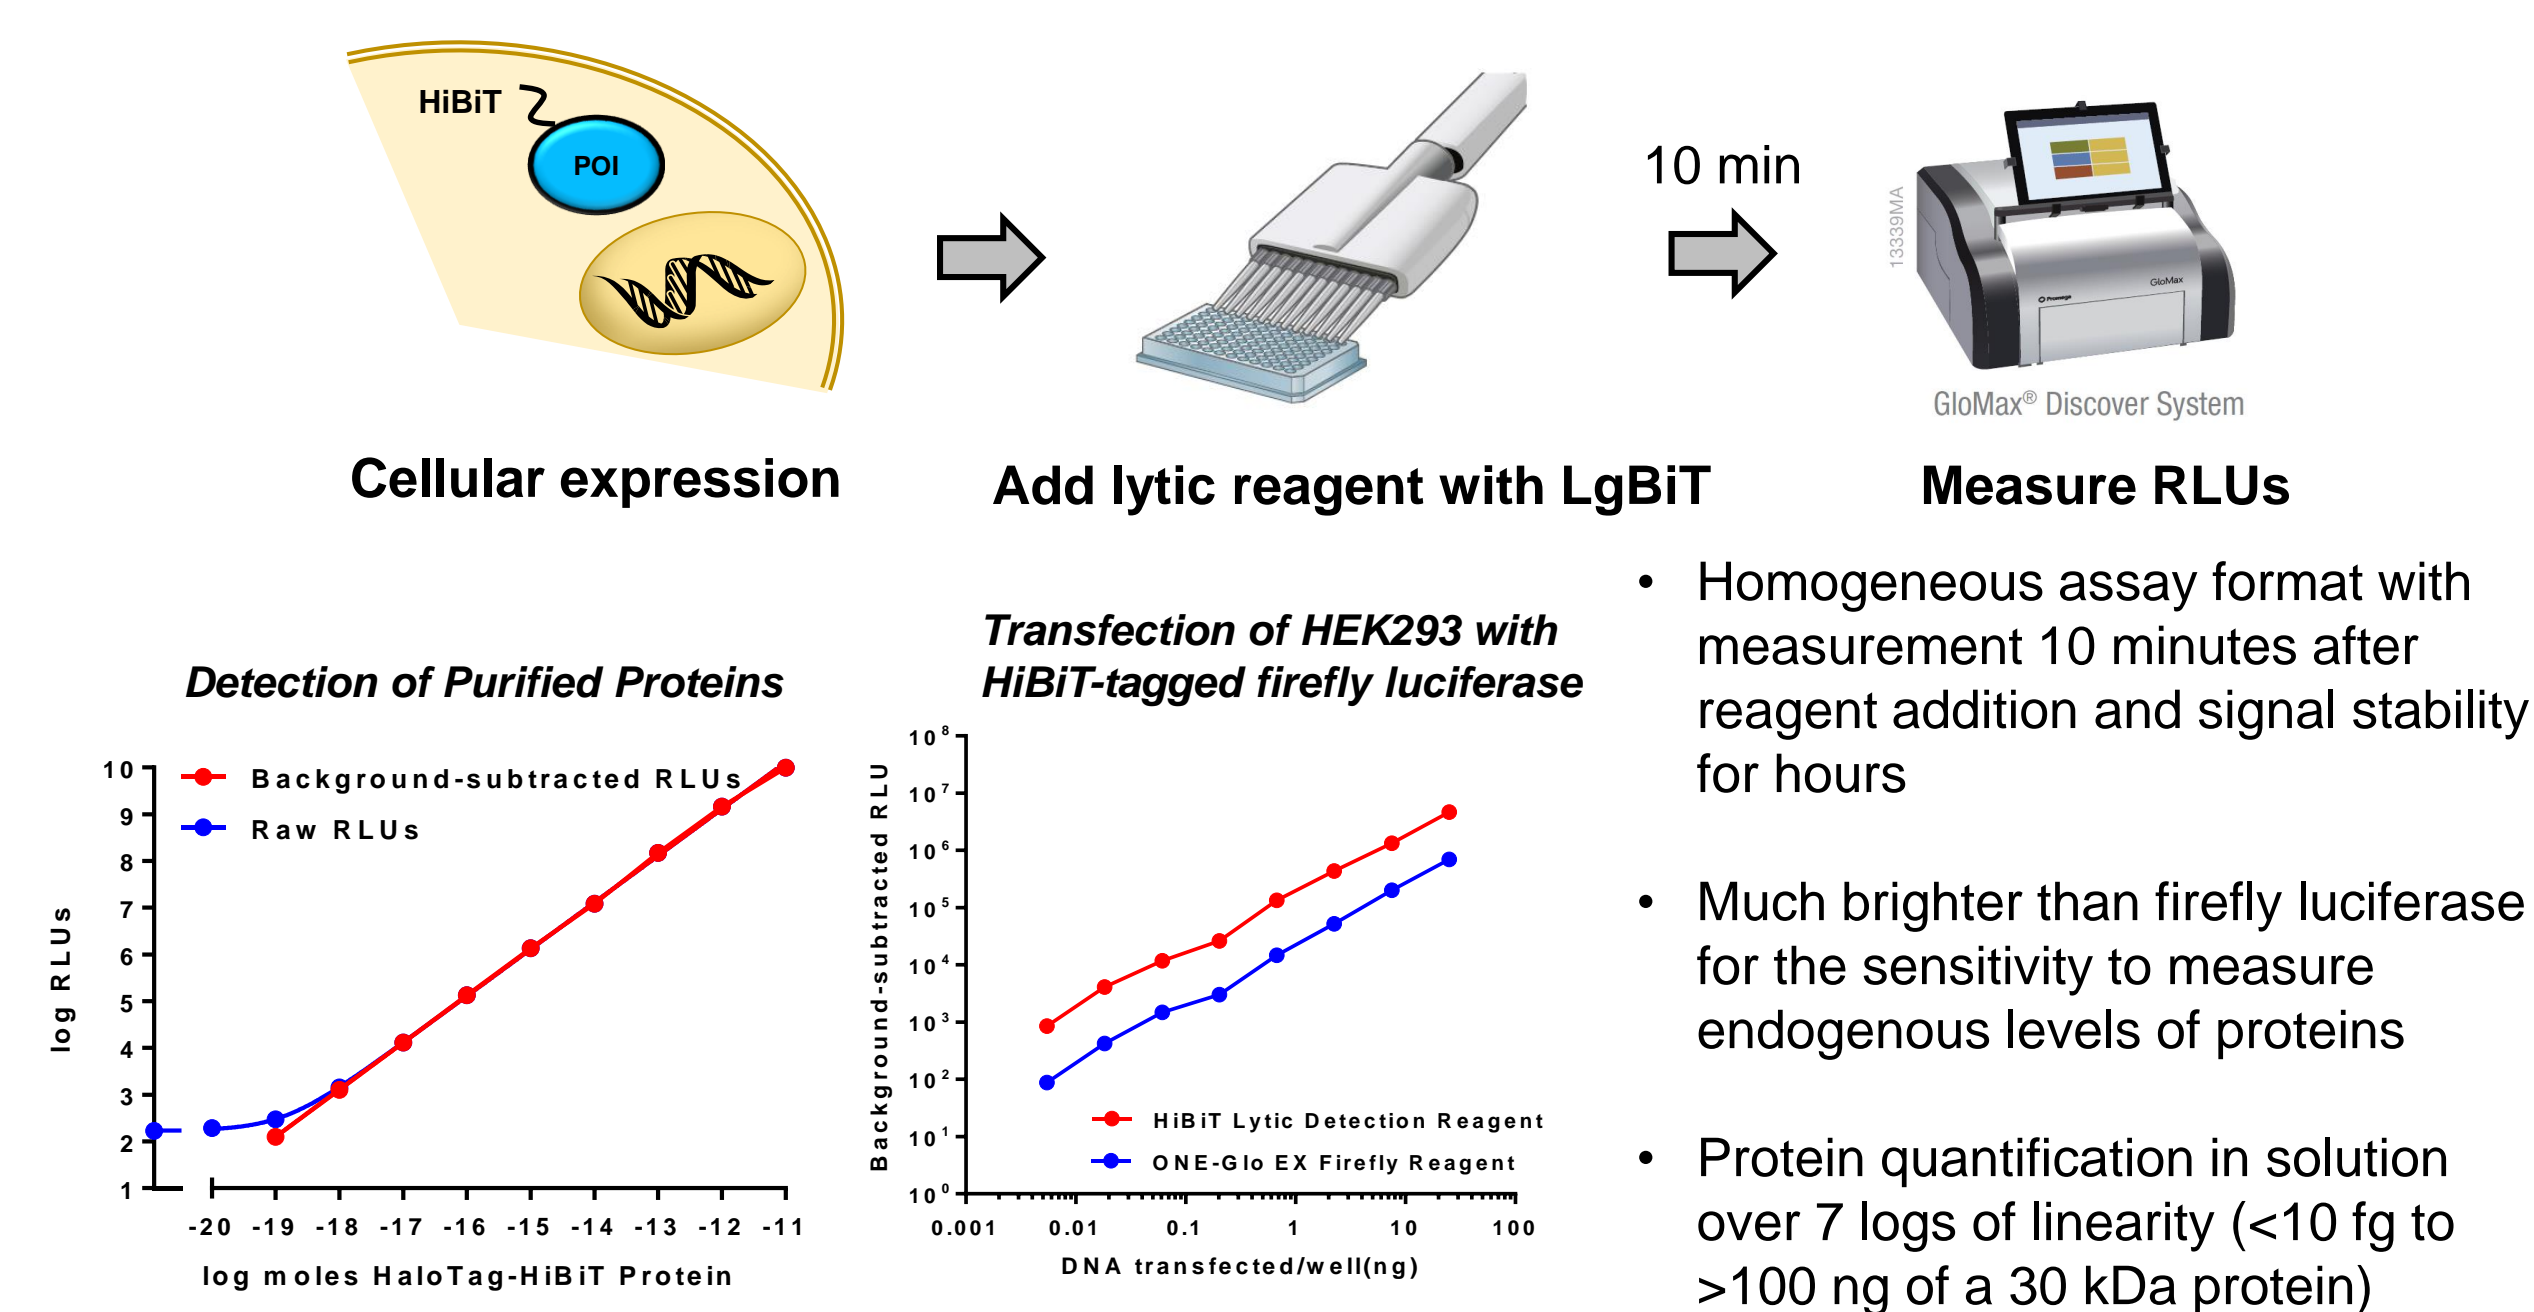 HiBiT
POI
10 min
13339MA
Promega
GloMax
GloMax® Discover System
Cellular expression
Add lytic reagent with LgBiT
Measure RLUs
Detection of Purified Proteins
10
9
8
7
6
5
4
3
2
1
log RLUs
Background-subtracted RLUs
Raw RLUs
-20 -19 -18 -17 -16 -15 -14 -13 -12 -11
log moles HaloTag-HiBiT Protein
Transfection of HEK293 with
HiBiT-tagged firefly luciferase
10⁸
10⁷
10⁶
10⁵
10⁴
10³
10²
10¹
10⁰
Background-subtracted RLU
HiBiT Lytic Detection Reagent
ONE-Glo EX Firefly Reagent
0.001 0.01 0.1 1 10 100
DNA transfected/well(ng)
• Homogeneous assay format with
measurement 10 minutes after
reagent addition and signal stability
for hours
• Much brighter than firefly luciferase
for the sensitivity to measure
endogenous levels of proteins
• Protein quantification in solution
over 7 logs of linearity (<10 fg to
>100 ng of a 30 kDa protein)